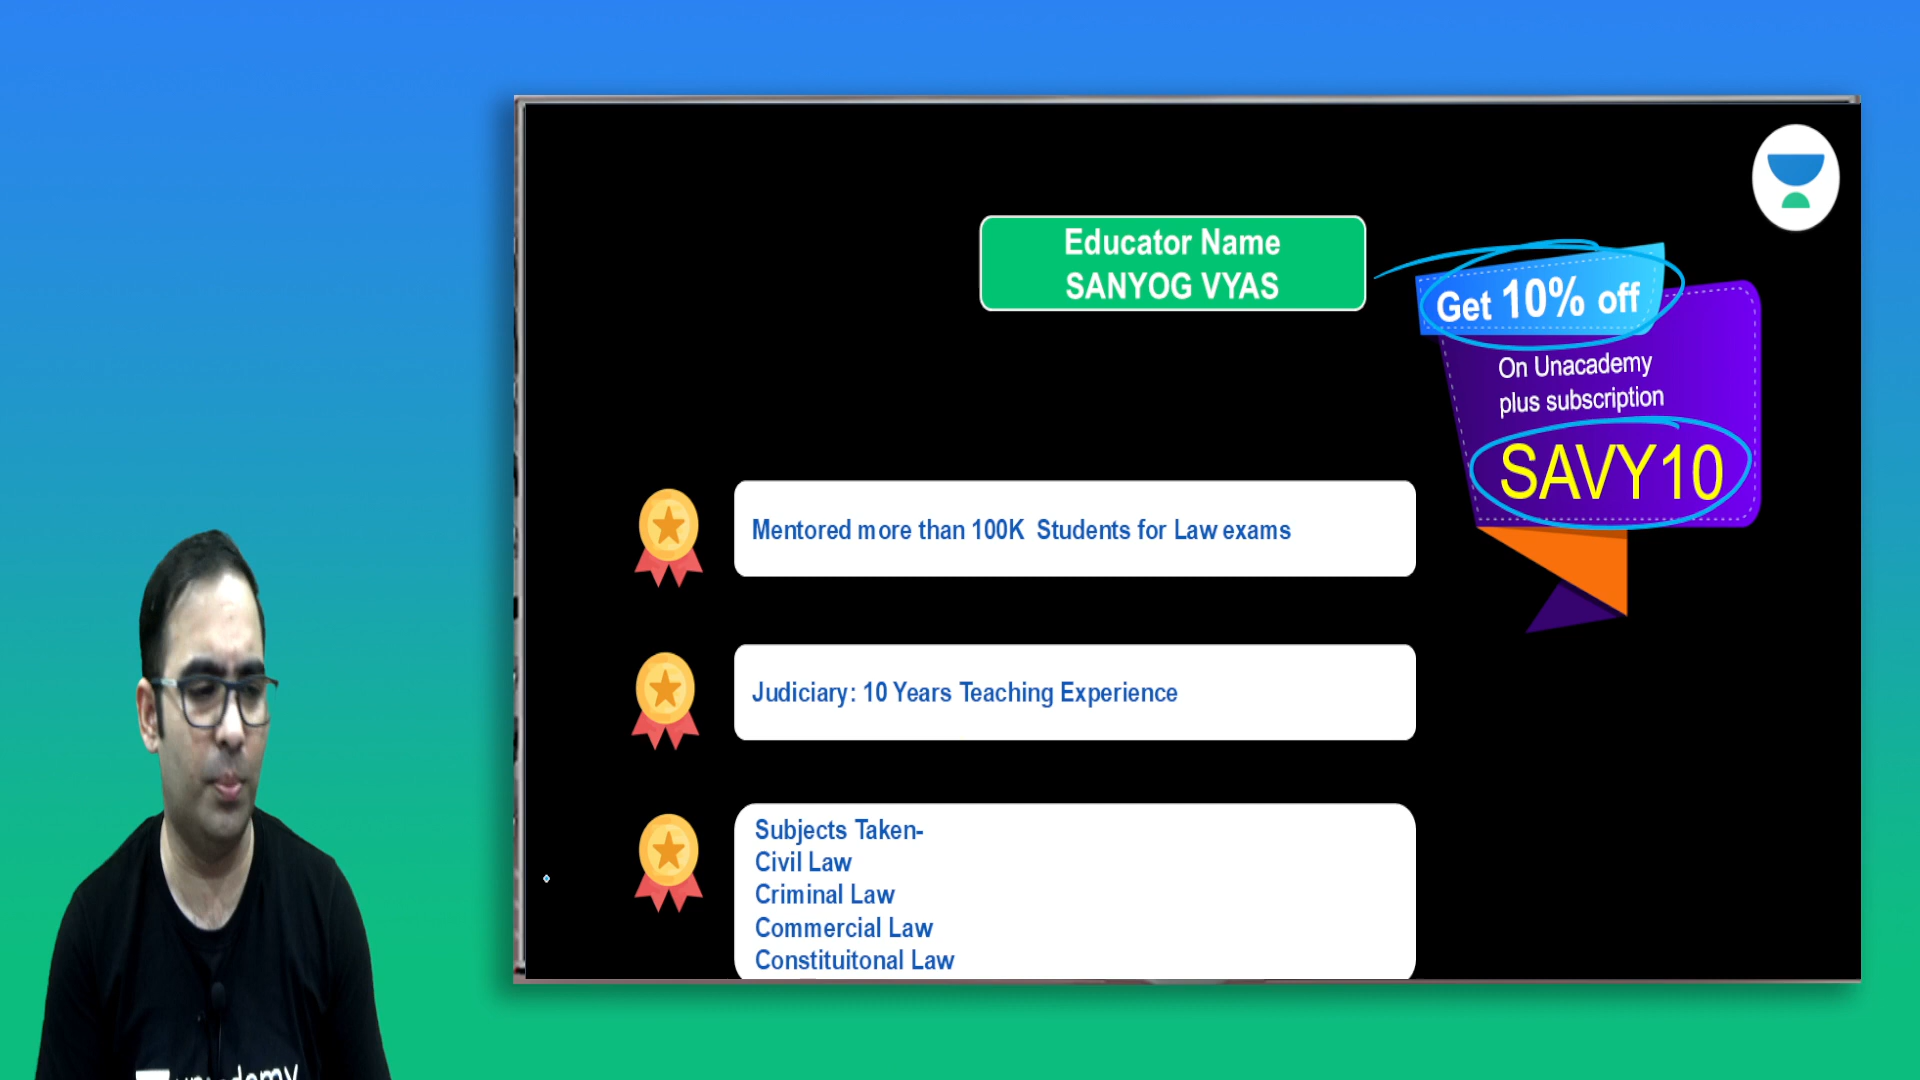 Educator Name
SANYOG VYAS
Get 10% off
On Unacademy
plus subscription
SAVY10
Mentored more than 100K Students for Law exams
Judiciary: 10 Years Teaching Experience
Subjects Taken-
Civil Law
Criminal Law
Commercial Law
Constituitonal Law